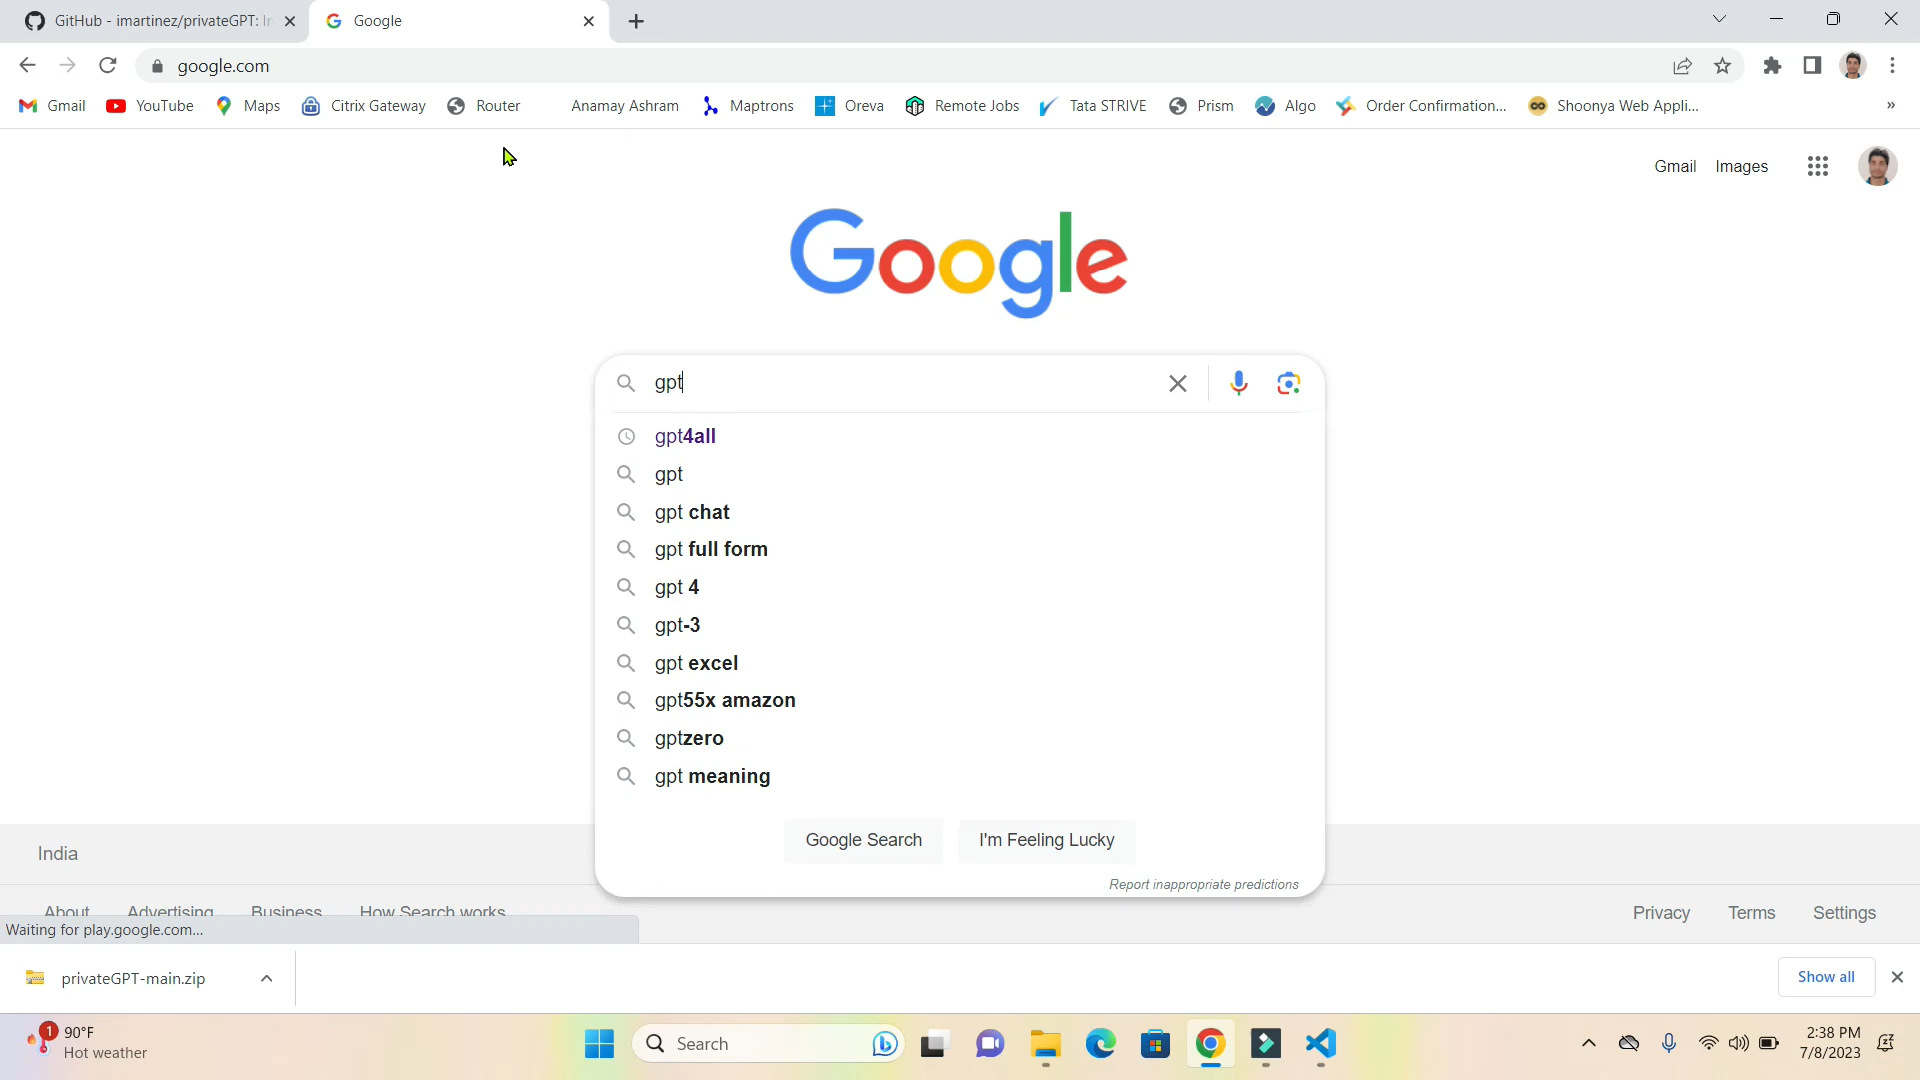 GitHub - imartinez/privateGPT: In
Google
google.com
Gmail YouTube Maps Citrix Gateway Router Anamay Ashram Maptrons Oreva Remote Jobs Tata STRIVE Prism Algo Order Confirmation... Shoonya Web Appli... »
Gmail Images
Google
gpt
gpt4all
gpt
gpt chat
gpt full form
gpt 4
gpt-3
gpt excel
gpt55x amazon
gptzero
gpt meaning
Google Search I'm Feeling Lucky
Report inappropriate predictions
India
About Advertising Business How Search works Privacy Terms Settings
Waiting for play.google.com...
privateGPT-main.zip Show all
1 90°F
Hot weather
Search
2:38 PM
7/8/2023